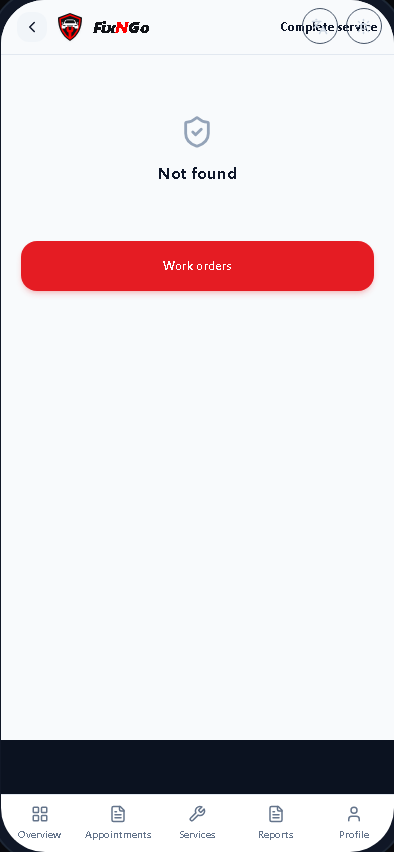 FixNGo
Complete service
Not found
Work orders
Overview
Appointments
Services
Reports
Profile